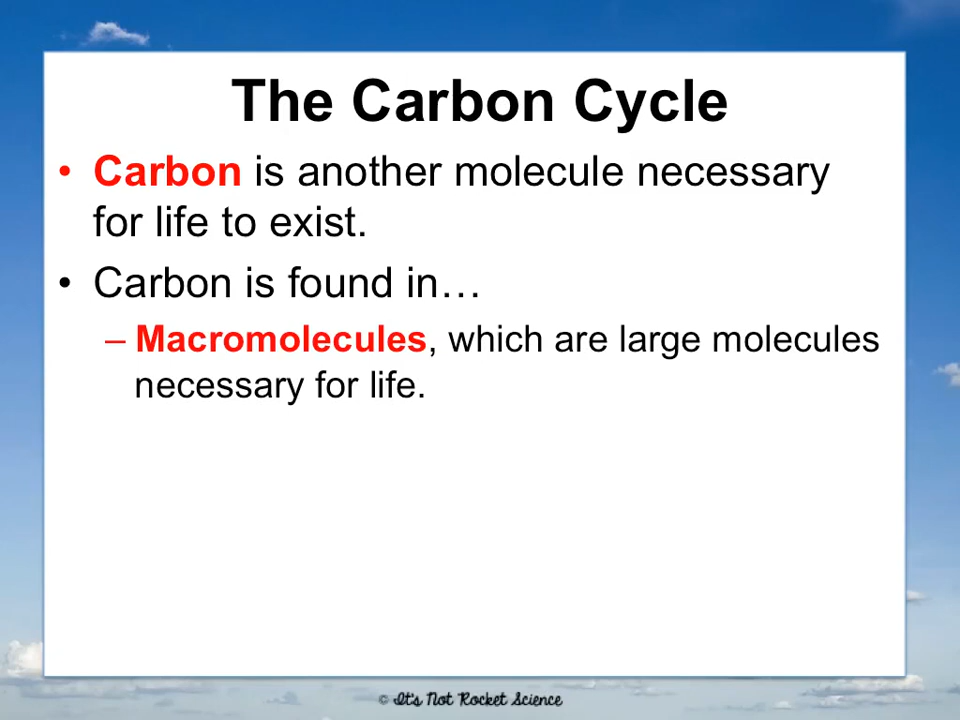 The Carbon Cycle
• Carbon is another molecule necessary
for life to exist.
• Carbon is found in…
– Macromolecules, which are large molecules
necessary for life.
© It's Not Rocket Science